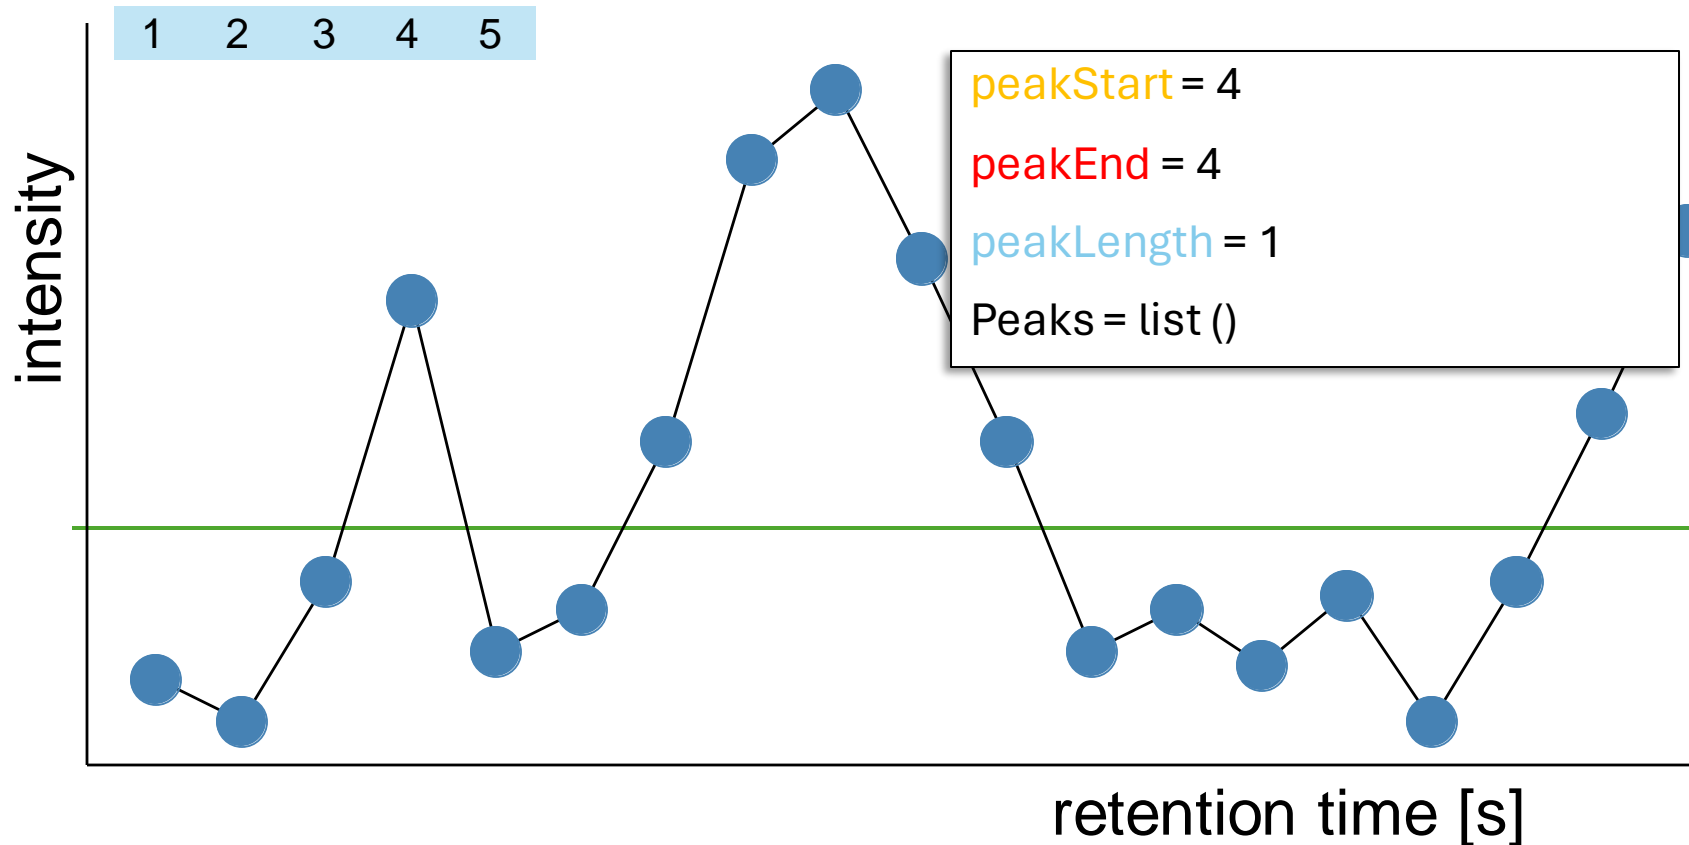 1 2 3 4 5
peakStart = 4
peakEnd = 4
peakLength = 1
Peaks = list ()
intensity
retention time [s]